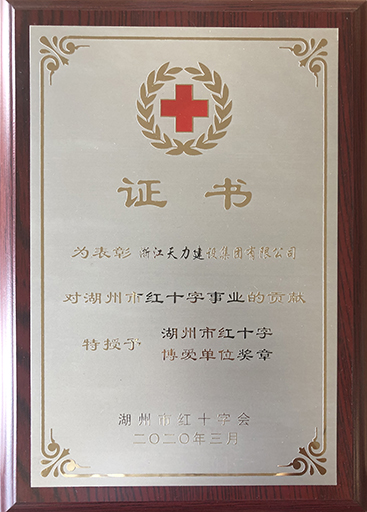 证书
为表彰 浙江天力建设集团有限公司
对湖州市红十字事业的贡献
特授予 湖州市红十字
博爱单位奖章
湖州市红十字会
二〇二〇年三月